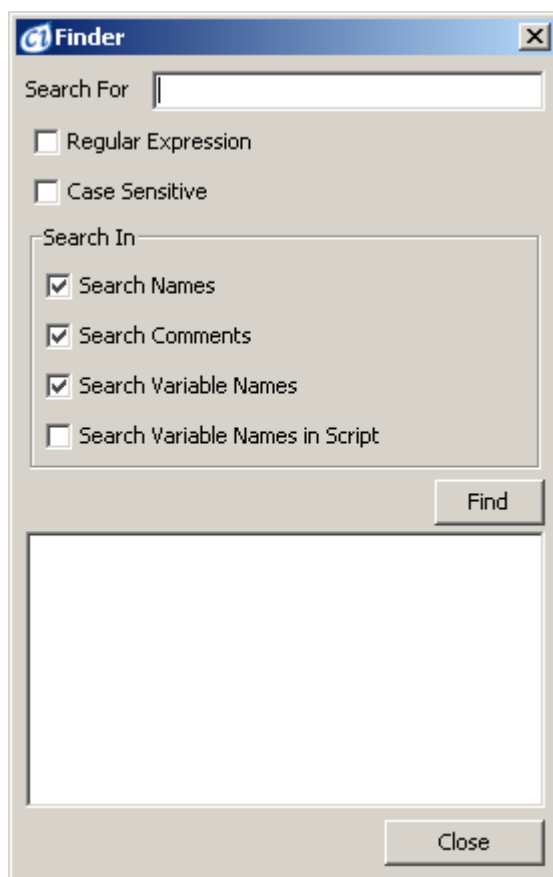 Ci Finder
Search For
Regular Expression
Case Sensitive
Search In
Search Names
Search Comments
Search Variable Names
Search Variable Names in Script
Find
Close